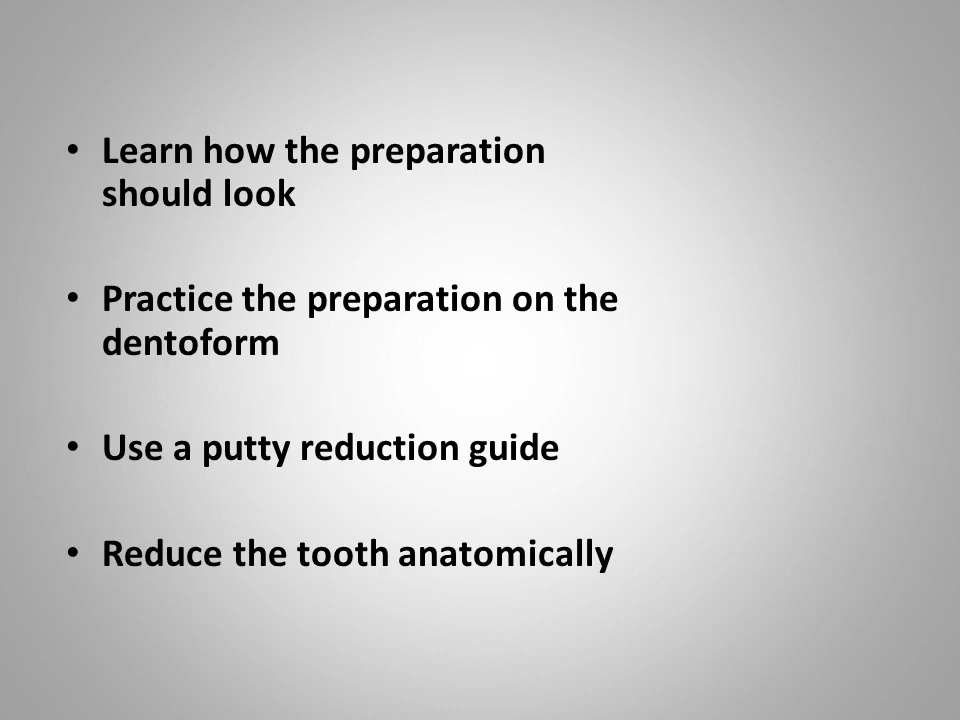 • Learn how the preparation
should look
• Practice the preparation on the
dentoform
• Use a putty reduction guide
• Reduce the tooth anatomically